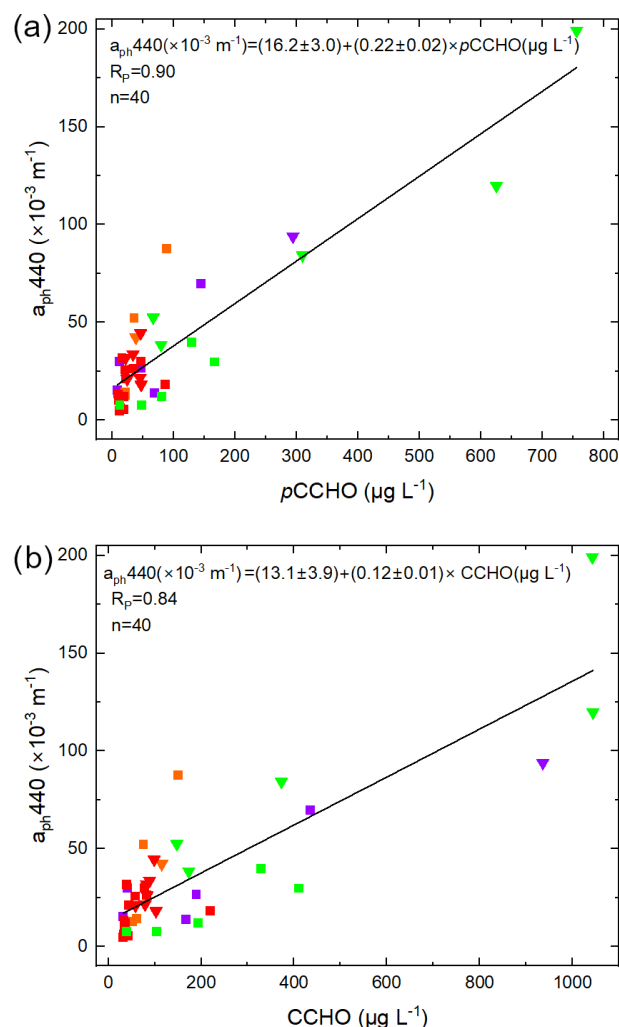 (a)
aₚₕ440(×10⁻³ m⁻¹)=(16.2±3.0)+(0.22±0.02)×pCCHO(µg L⁻¹)
R_P=0.90
n=40
200
150
100
50
0
aₚₕ440 (×10⁻³ m⁻¹)
0 100 200 300 400 500 600 700 800
pCCHO (µg L⁻¹)
(b)
aₚₕ440(×10⁻³ m⁻¹)=(13.1±3.9)+(0.12±0.01)× CCHO(µg L⁻¹)
R_P=0.84
n=40
200
150
100
50
0
aₚₕ440 (×10⁻³ m⁻¹)
0 200 400 600 800 1000
CCHO (µg L⁻¹)